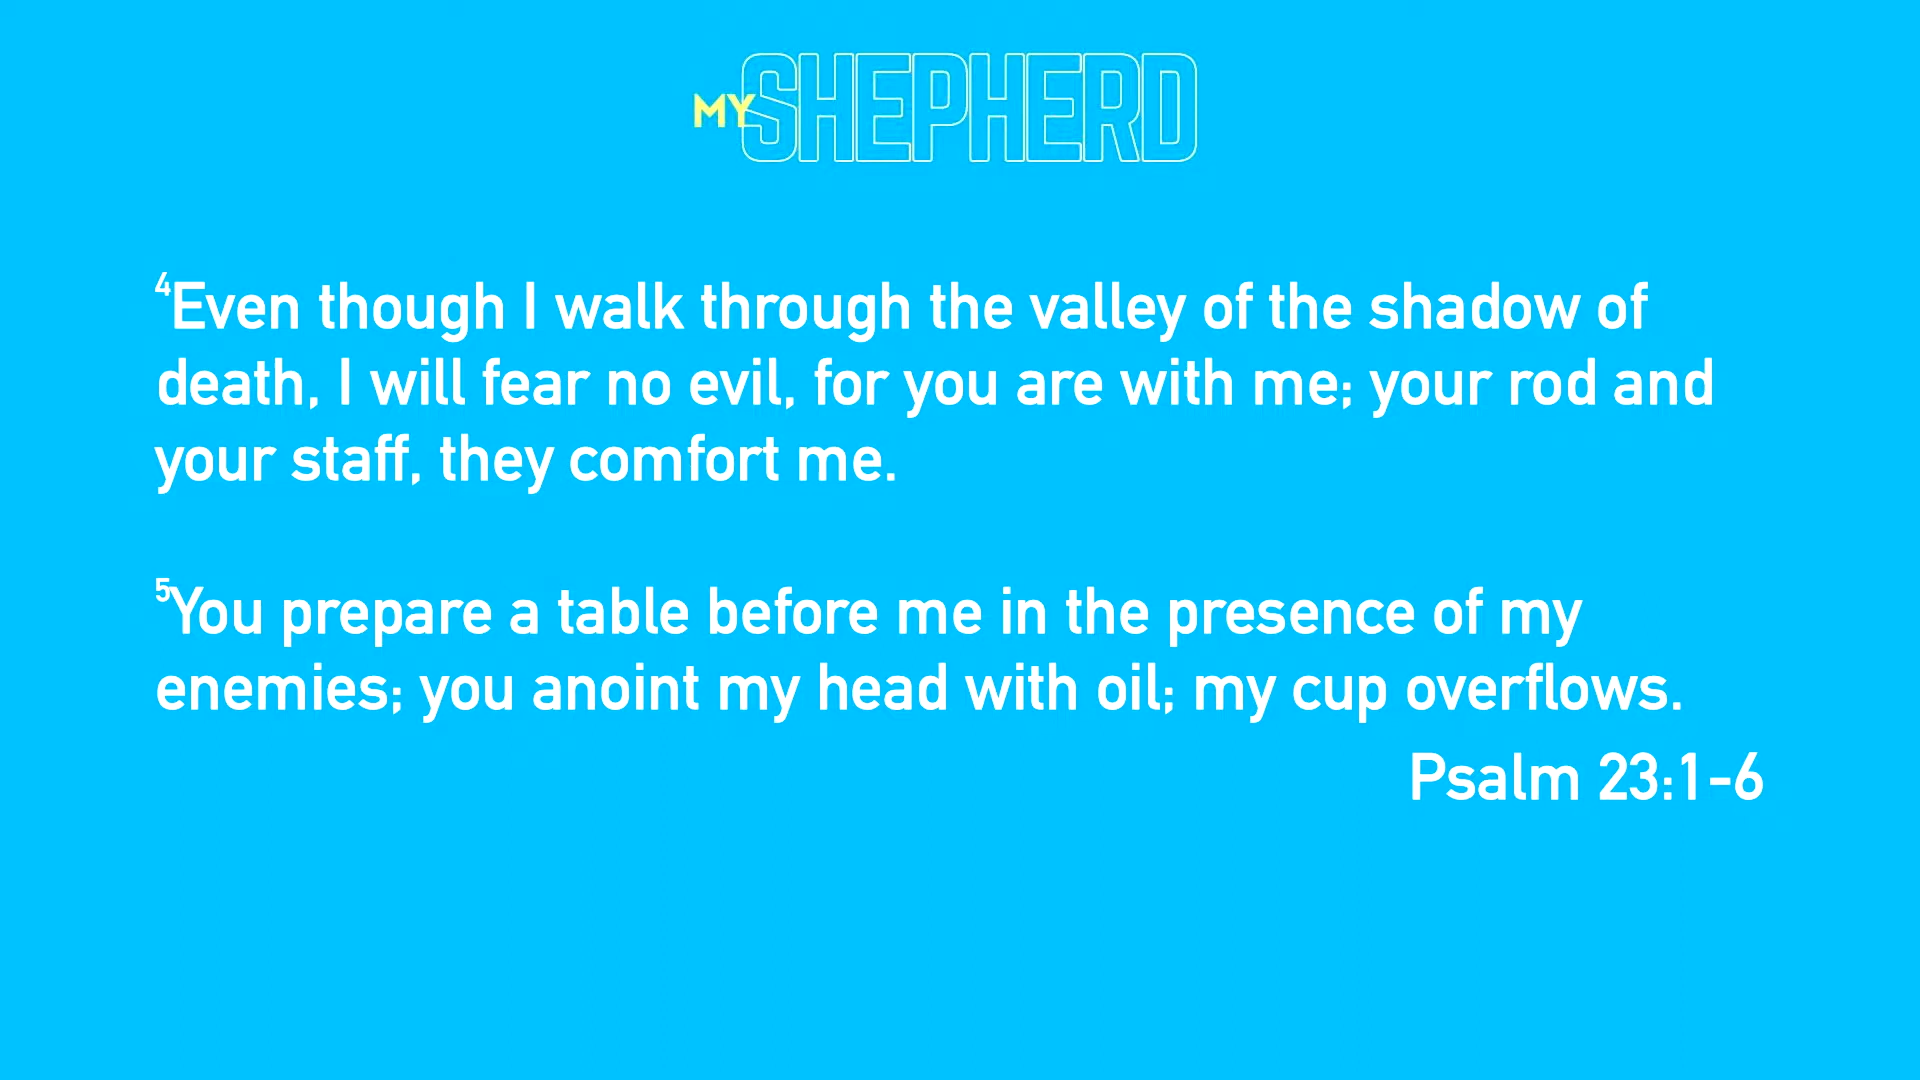 MY SHEPHERD
⁴Even though I walk through the valley of the shadow of
death, I will fear no evil, for you are with me; your rod and
your staff, they comfort me.
⁵You prepare a table before me in the presence of my
enemies; you anoint my head with oil; my cup overflows.
Psalm 23:1-6